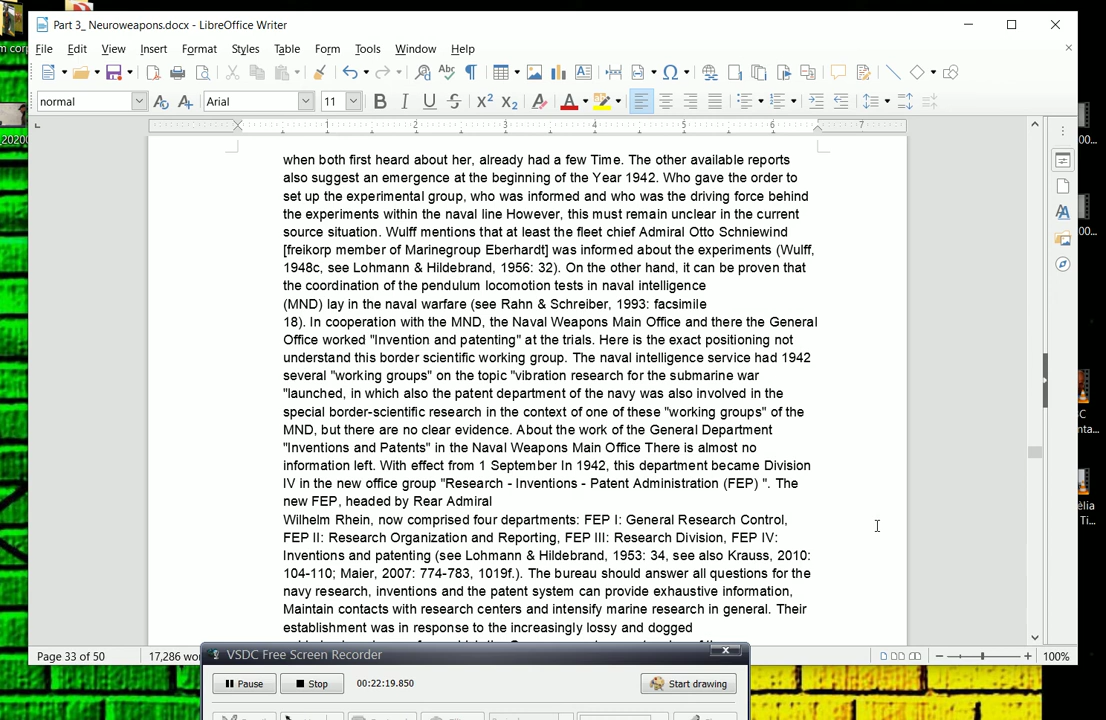 Part 3_ Neuroweapons.docx - LibreOffice Writer
File Edit View Insert Format Styles Table Form Tools Window Help
normal Arial 11
1 2 3 4 5 6 7
when both first heard about her, already had a few Time. The other available reports
also suggest an emergence at the beginning of the Year 1942. Who gave the order to
set up the experimental group, who was informed and who was the driving force behind
the experiments within the naval line However, this must remain unclear in the current
source situation. Wulff mentions that at least the fleet chief Admiral Otto Schniewind
[freikorp member of Marinegroup Eberhardt] was informed about the experiments (Wulff,
1948c, see Lohmann & Hildebrand, 1956: 32). On the other hand, it can be proven that
the coordination of the pendulum locomotion tests in naval intelligence
(MND) lay in the naval warfare (see Rahn & Schreiber, 1993: facsimile
18). In cooperation with the MND, the Naval Weapons Main Office and there the General
Office worked "Invention and patenting" at the trials. Here is the exact positioning not
understand this border scientific working group. The naval intelligence service had 1942
several "working groups" on the topic "vibration research for the submarine war
"launched, in which also the patent department of the navy was also involved in the
special border-scientific research in the context of one of these "working groups" of the
MND, but there are no clear evidence. About the work of the General Department
"Inventions and Patents" in the Naval Weapons Main Office There is almost no
information left. With effect from 1 September In 1942, this department became Division
IV in the new office group "Research - Inventions - Patent Administration (FEP) ". The
new FEP, headed by Rear Admiral
Wilhelm Rhein, now comprised four departments: FEP I: General Research Control,
FEP II: Research Organization and Reporting, FEP III: Research Division, FEP IV:
Inventions and patenting (see Lohmann & Hildebrand, 1953: 34, see also Krauss, 2010:
104-110; Maier, 2007: 774-783, 1019f.). The bureau should answer all questions for the
navy research, inventions and the patent system can provide exhaustive information,
Maintain contacts with research centers and intensify marine research in general. Their
establishment was in response to the increasingly lossy and dogged
Page 33 of 50 17,286 100%
VSDC Free Screen Recorder
Pause Stop 00:22:19.850 Start drawing